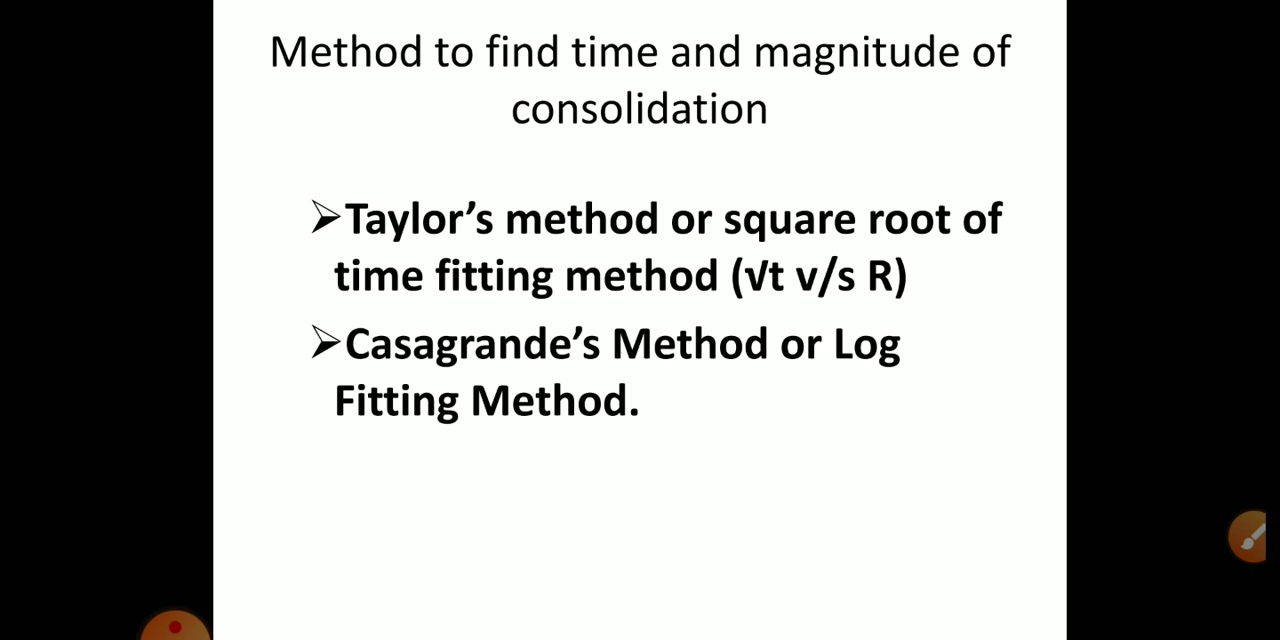 Method to find time and magnitude of
consolidation
➢Taylor’s method or square root of
time fitting method (√t v/s R)
➢Casagrande’s Method or Log
Fitting Method.